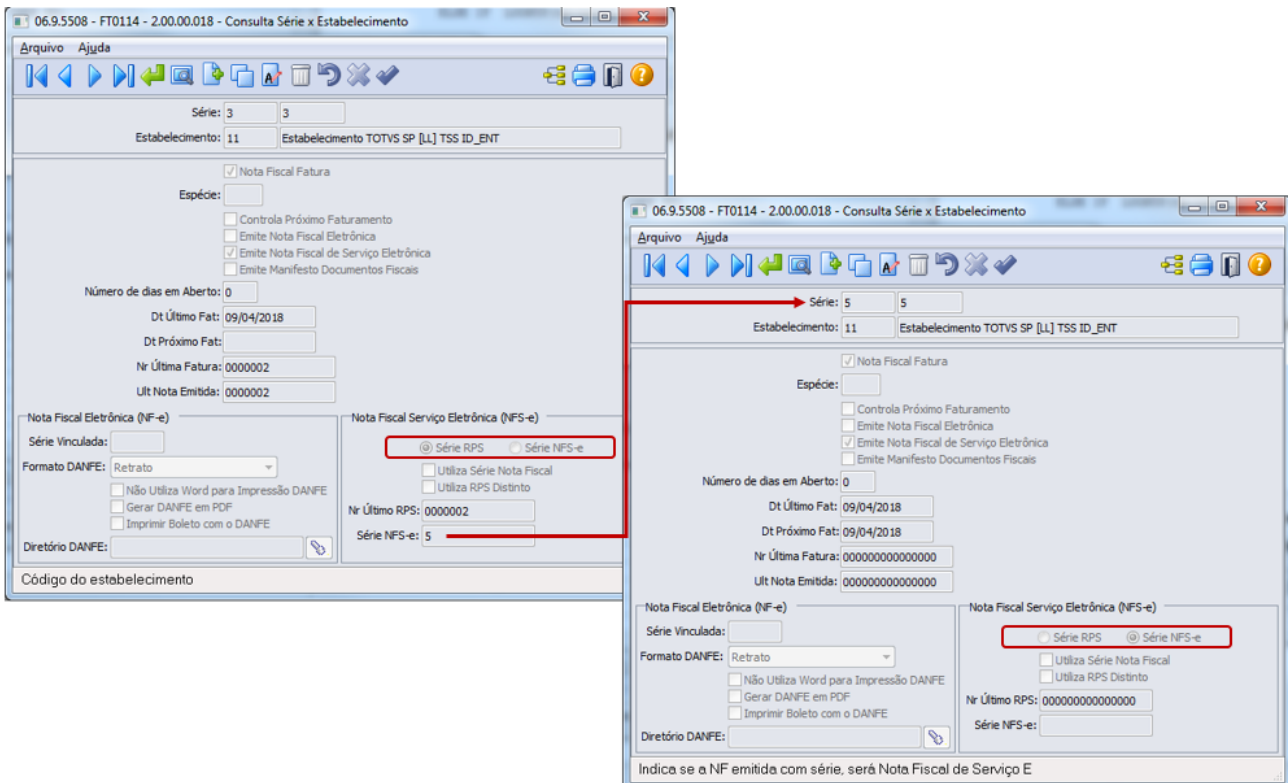 06.9.5508 - FT0114 - 2.00.00.018 - Consulta Série x Estabelecimento
Arquivo Ajuda
Série: 3 3
Estabelecimento: 11 Estabelecimento TOTVS SP [LL] TSS ID_ENT
Nota Fiscal Fatura
Espécie:
Controla Próximo Faturamento
Emite Nota Fiscal Eletrônica
Emite Nota Fiscal de Serviço Eletrônica
Emite Manifesto Documentos Fiscais
Número de dias em Aberto: 0
Dt Último Fat: 09/04/2018
Dt Próximo Fat:
Nr Última Fatura: 0000002
Ult Nota Emitida: 0000002
Nota Fiscal Eletrônica (NF-e)
Série Vinculada:
Formato DANFE: Retrato
Não Utiliza Word para Impressão DANFE
Gerar DANFE em PDF
Imprimir Boleto com o DANFE
Diretório DANFE:
Nota Fiscal Serviço Eletrônica (NFS-e)
Série RPS Série NFS-e
Utiliza Série Nota Fiscal
Utiliza RPS Distinto
Nr Último RPS: 0000002
Série NFS-e: 5
Código do estabelecimento
06.9.5508 - FT0114 - 2.00.00.018 - Consulta Série x Estabelecimento
Arquivo Ajuda
Série: 5 5
Estabelecimento: 11 Estabelecimento TOTVS SP [LL] TSS ID_ENT
Nota Fiscal Fatura
Espécie:
Controla Próximo Faturamento
Emite Nota Fiscal Eletrônica
Emite Nota Fiscal de Serviço Eletrônica
Emite Manifesto Documentos Fiscais
Número de dias em Aberto: 0
Dt Último Fat: 09/04/2018
Dt Próximo Fat: 09/04/2018
Nr Última Fatura: 000000000000000
Ult Nota Emitida: 000000000000000
Nota Fiscal Eletrônica (NF-e)
Série Vinculada:
Formato DANFE: Retrato
Não Utiliza Word para Impressão DANFE
Gerar DANFE em PDF
Imprimir Boleto com o DANFE
Diretório DANFE:
Nota Fiscal Serviço Eletrônica (NFS-e)
Série RPS Série NFS-e
Utiliza Série Nota Fiscal
Utiliza RPS Distinto
Nr Último RPS: 000000000000000
Série NFS-e:
Indica se a NF emitida com série, será Nota Fiscal de Serviço E